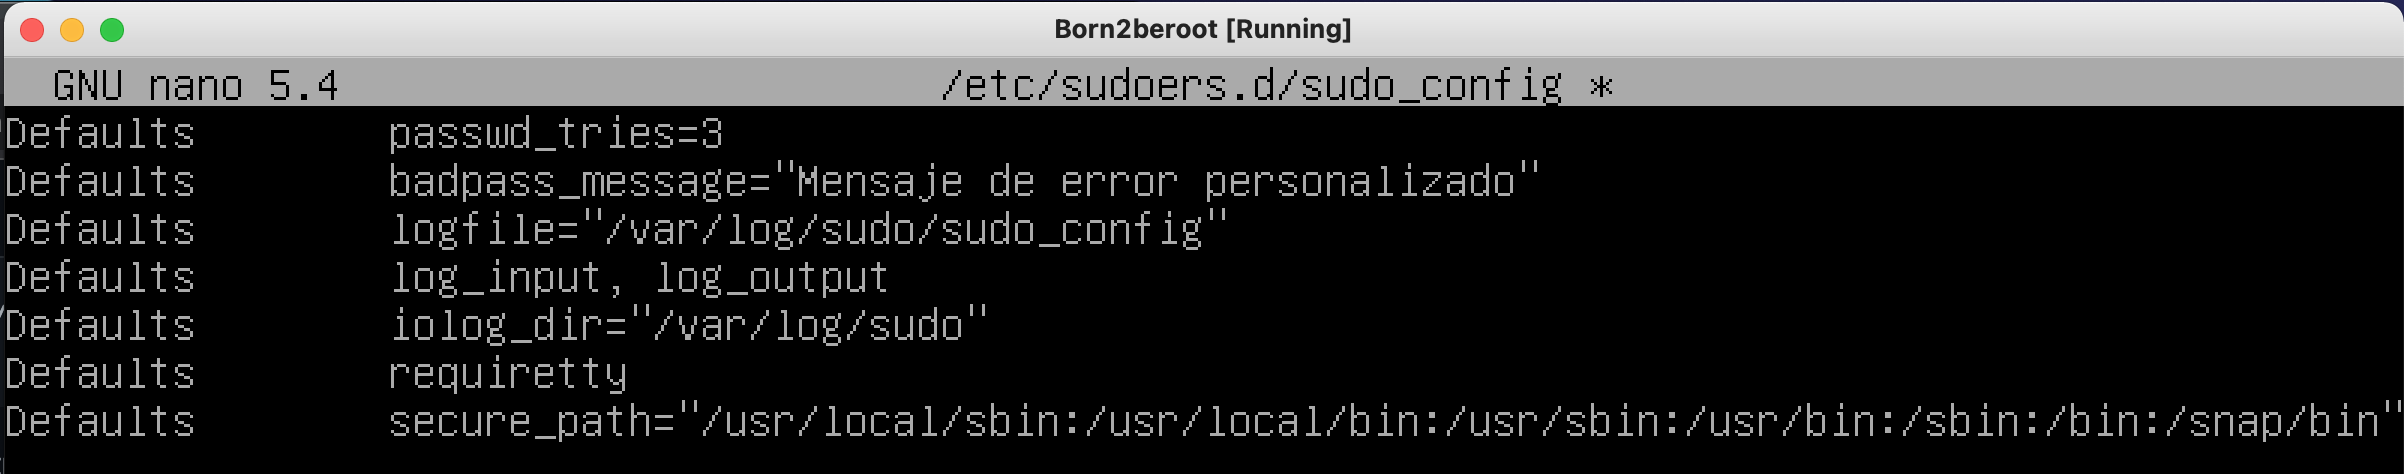 Born2beroot [Running]
GNU nano 5.4 /etc/sudoers.d/sudo_config *
Defaults passwd_tries=3
Defaults badpass_message="Mensaje de error personalizado"
Defaults logfile="/var/log/sudo/sudo_config"
Defaults log_input, log_output
Defaults iolog_dir="/var/log/sudo"
Defaults requiretty
Defaults secure_path="/usr/local/sbin:/usr/local/bin:/usr/sbin:/usr/bin:/sbin:/bin:/snap/bin"